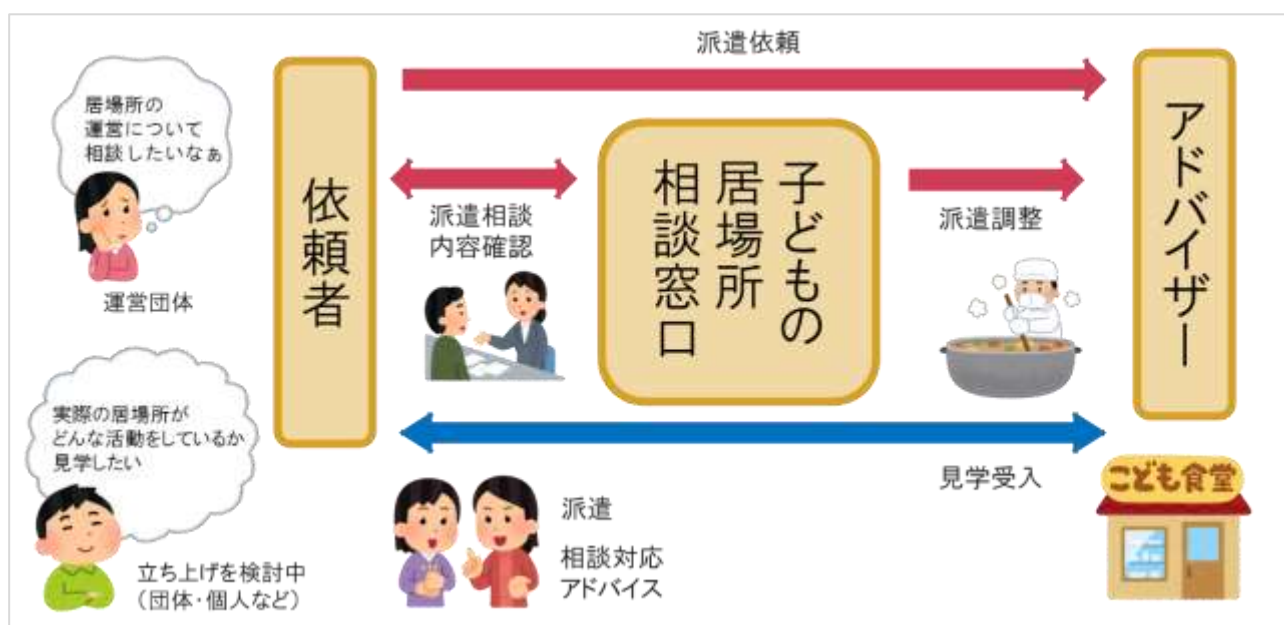 派遣依頼
居場所の
運営について
相談したいなぁ
運営団体
依頼者
派遣相談
内容確認
子どもの
居場所
相談窓口
派遣調整
アドバイザー
実際の居場所が
どんな活動をしているか
見学したい
立ち上げを検討中
（団体・個人など）
派遣
相談対応
アドバイス
見学受入
こども食堂